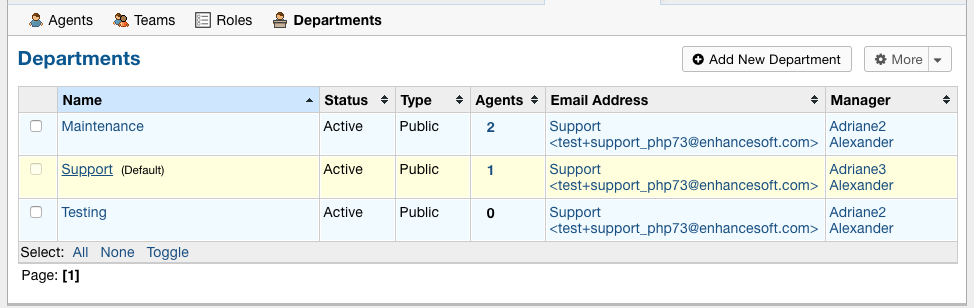 Agents Teams Roles Departments
Departments
Add New Department More
Name Status Type Agents Email Address Manager
Maintenance Active Public 2 Support <test+support_php73@enhancesoft.com> Adriane2 Alexander
Support (Default) Active Public 1 Support <test+support_php73@enhancesoft.com> Adriane3 Alexander
Testing Active Public 0 Support <test+support_php73@enhancesoft.com> Adriane2 Alexander
Select: All None Toggle
Page: [1]